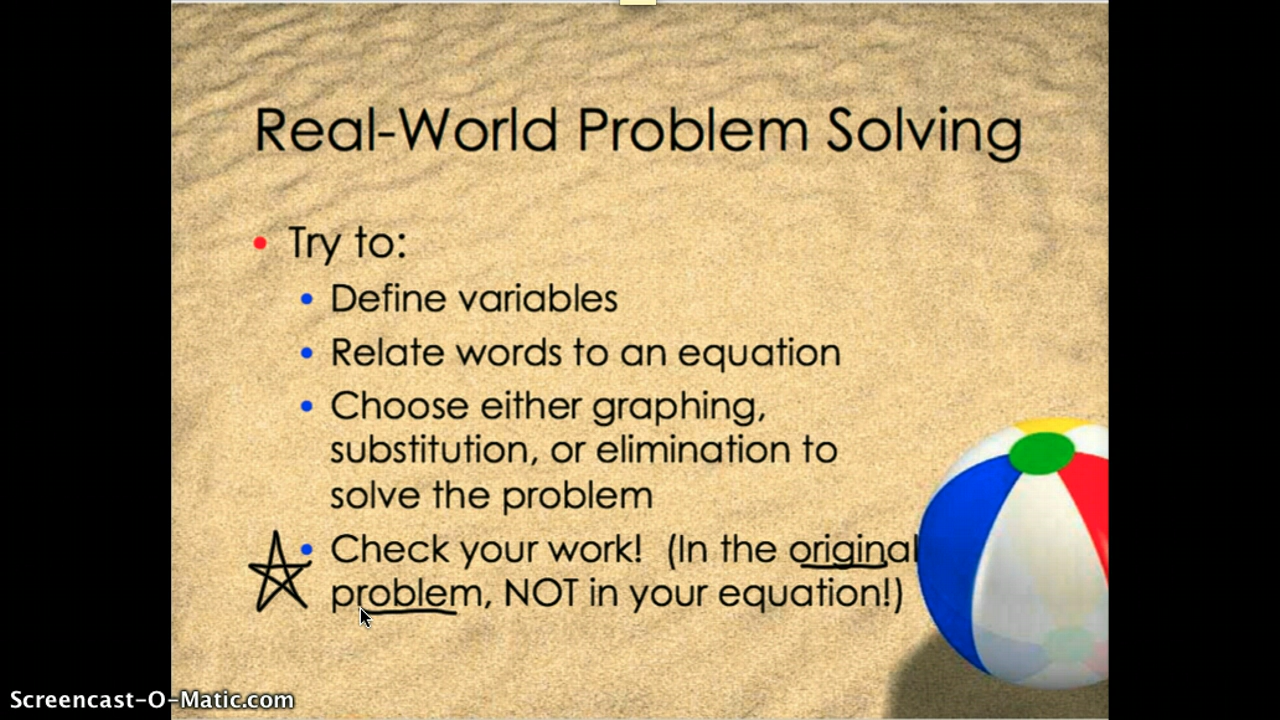 Real-World Problem Solving
Try to:
Define variables
Relate words to an equation
Choose either graphing,
substitution, or elimination to
solve the problem
Check your work! (In the original
problem, NOT in your equation!)
Screencast-O-Matic.com